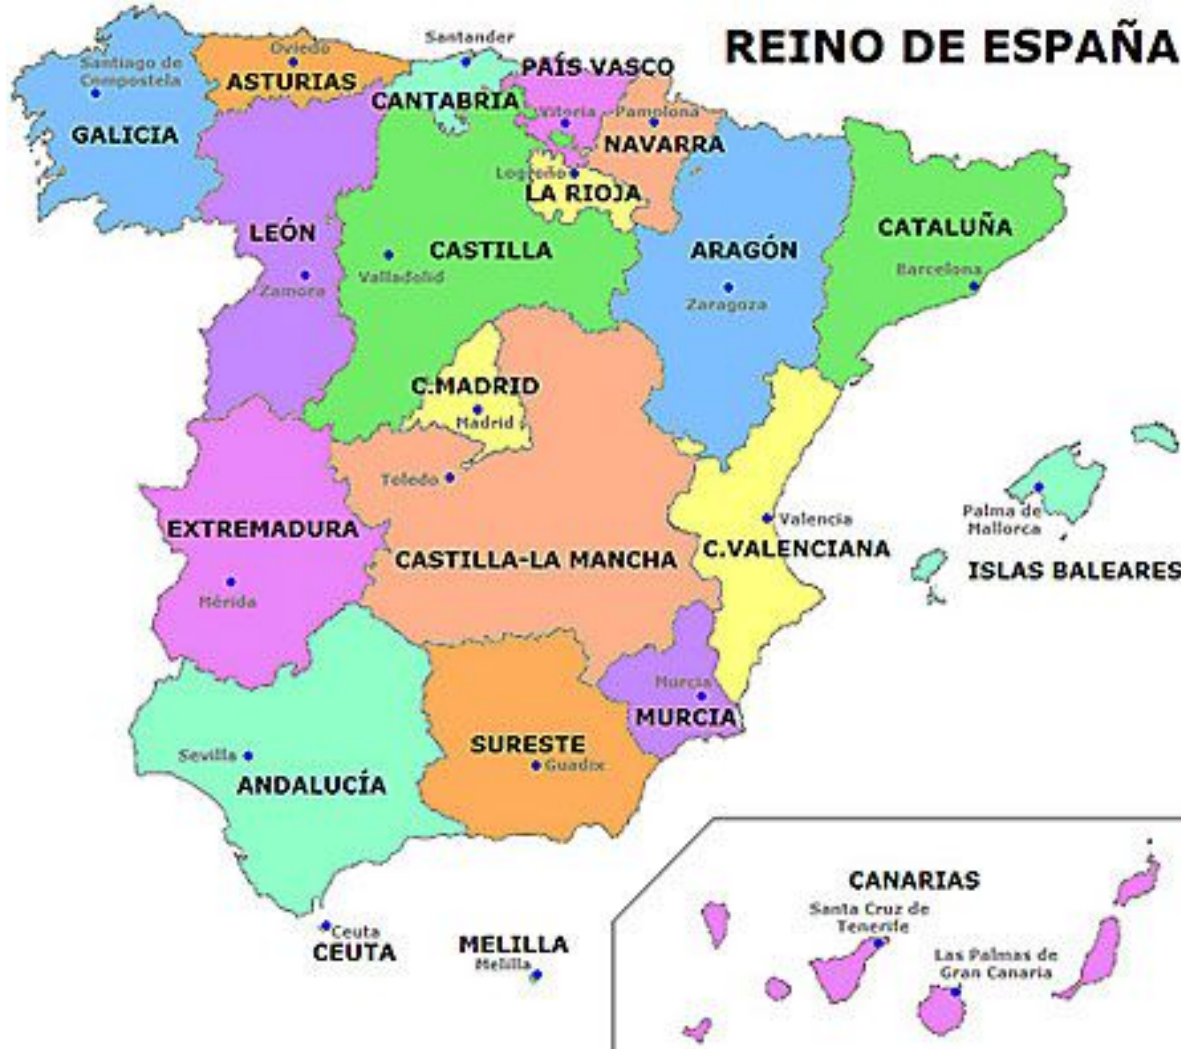 REINO DE ESPAÑA
Santiago de
Compostela
GALICIA
Oviedo
ASTURIAS
Santander
CANTABRIA
PAÍS VASCO
Vitoria
Pamplona
NAVARRA
Logroño
LA RIOJA
LEÓN
Zamora
CASTILLA
Valladolid
ARAGÓN
Zaragoza
CATALUÑA
Barcelona
C.MADRID
Madrid
Toledo
CASTILLA-LA MANCHA
EXTREMADURA
Mérida
Valencia
C.VALENCIANA
Palma de
Mallorca
ISLAS BALEARES
Murcia
MURCIA
SURESTE
Guadix
Sevilla
ANDALUCÍA
Ceuta
CEUTA
MELILLA
Melilla
CANARIAS
Santa Cruz de
Tenerife
Las Palmas de
Gran Canaria